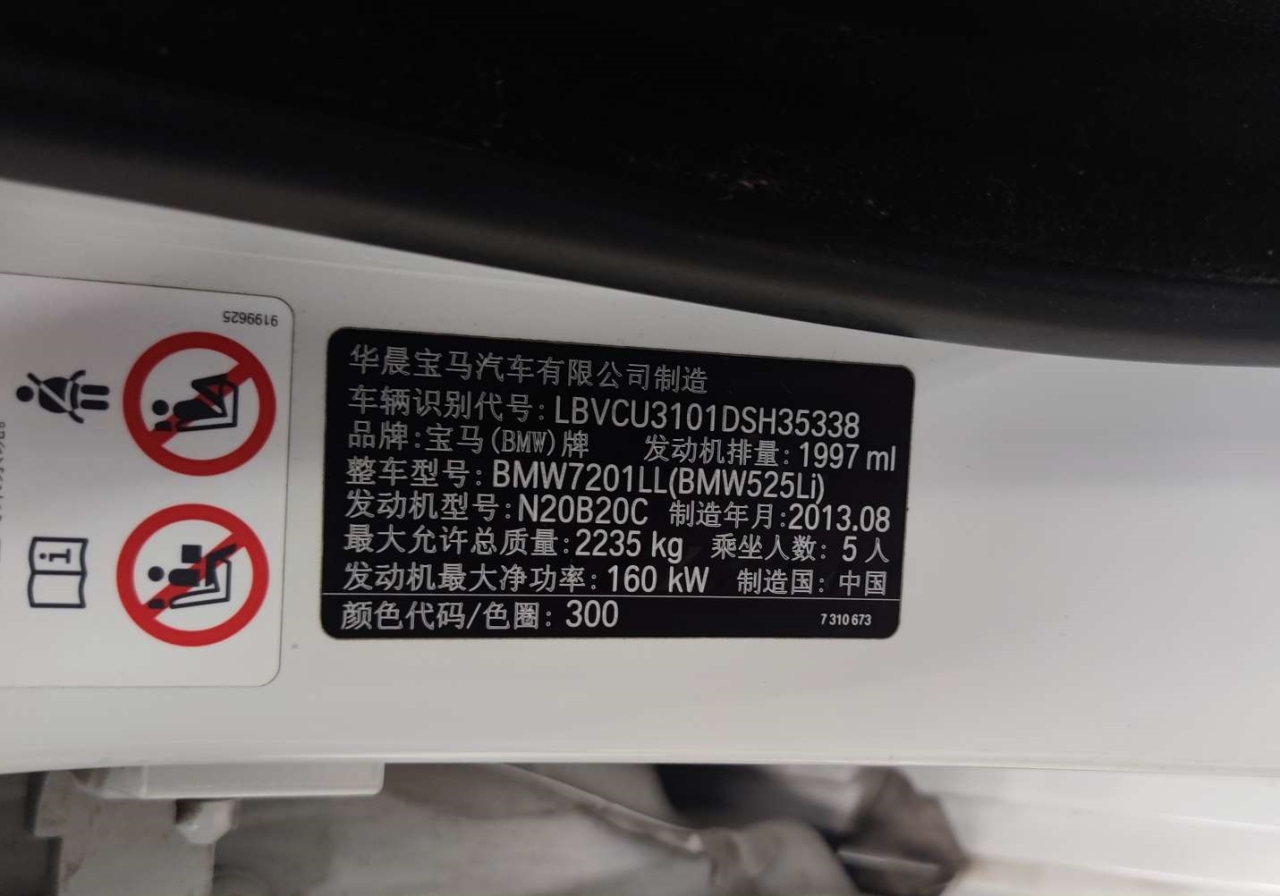 9199625
华晨宝马汽车有限公司制造
车辆识别代号: LBVCU3101DSH35338
品牌: 宝马(BMW)牌 发动机排量: 1997 ml
整车型号: BMW7201LL(BMW525Li)
发动机型号: N20B20C 制造年月: 2013.08
最大允许总质量: 2235 kg 乘坐人数: 5 人
发动机最大净功率: 160 kW 制造国: 中国
颜色代码/色圈: 300
7 310 673